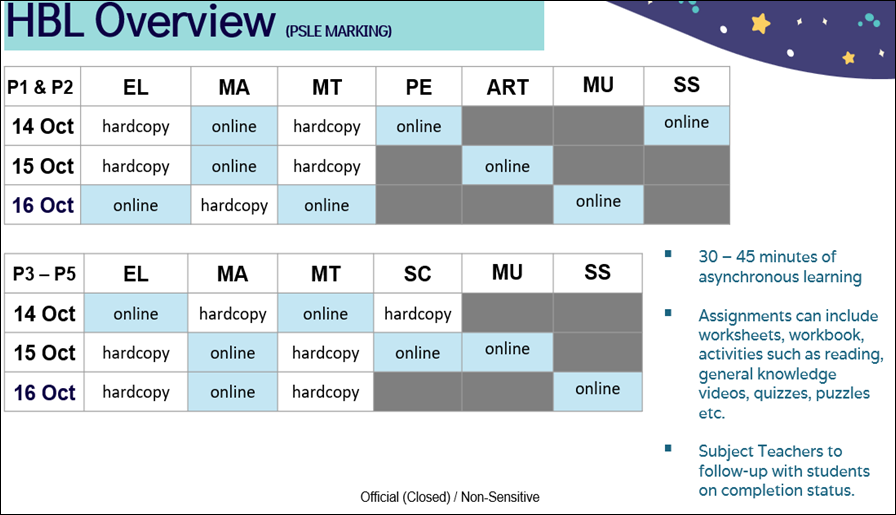 HBL Overview (PSLE MARKING)
P1 & P2 EL MA MT PE ART MU SS
14 Oct hardcopy online hardcopy online online
15 Oct hardcopy online hardcopy online
16 Oct online hardcopy online online
P3 – P5 EL MA MT SC MU SS
14 Oct online hardcopy online hardcopy
15 Oct hardcopy online hardcopy online online
16 Oct hardcopy online hardcopy online
30 – 45 minutes of
asynchronous learning
Assignments can include
worksheets, workbook,
activities such as reading,
general knowledge
videos, quizzes, puzzles
etc.
Subject Teachers to
follow-up with students
on completion status.
Official (Closed) / Non-Sensitive